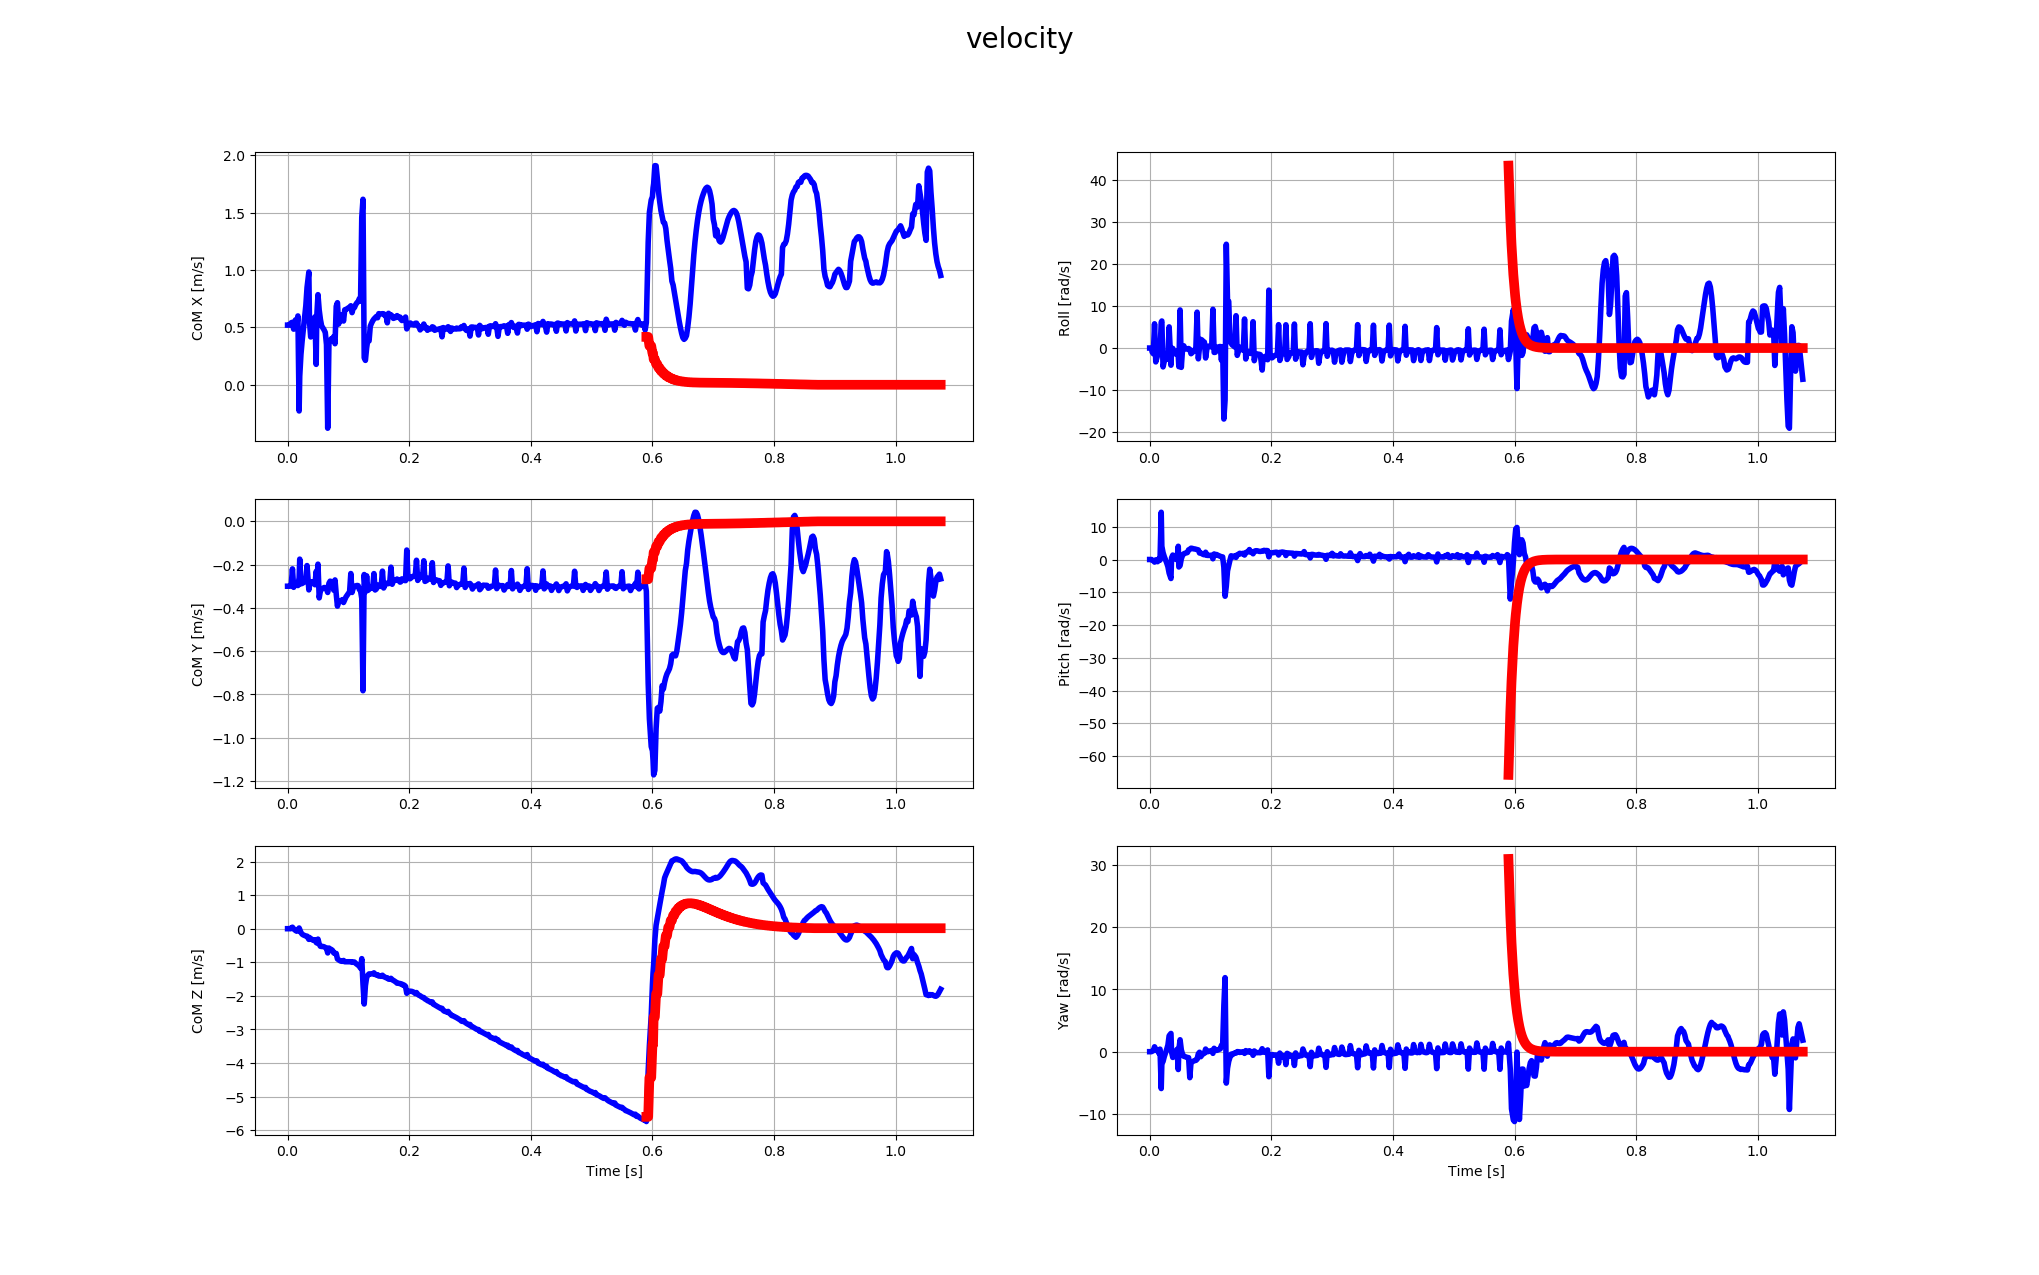 velocity
CoM X [m/s]
2.0
1.5
1.0
0.5
0.0
0.0 0.2 0.4 0.6 0.8 1.0
Roll [rad/s]
40
30
20
10
0
−10
−20
0.0 0.2 0.4 0.6 0.8 1.0
CoM Y [m/s]
0.0
−0.2
−0.4
−0.6
−0.8
−1.0
−1.2
0.0 0.2 0.4 0.6 0.8 1.0
Pitch [rad/s]
10
0
−10
−20
−30
−40
−50
−60
0.0 0.2 0.4 0.6 0.8 1.0
CoM Z [m/s]
2
1
0
−1
−2
−3
−4
−5
−6
0.0 0.2 0.4 0.6 0.8 1.0
Time [s]
Yaw [rad/s]
30
20
10
0
−10
0.0 0.2 0.4 0.6 0.8 1.0
Time [s]